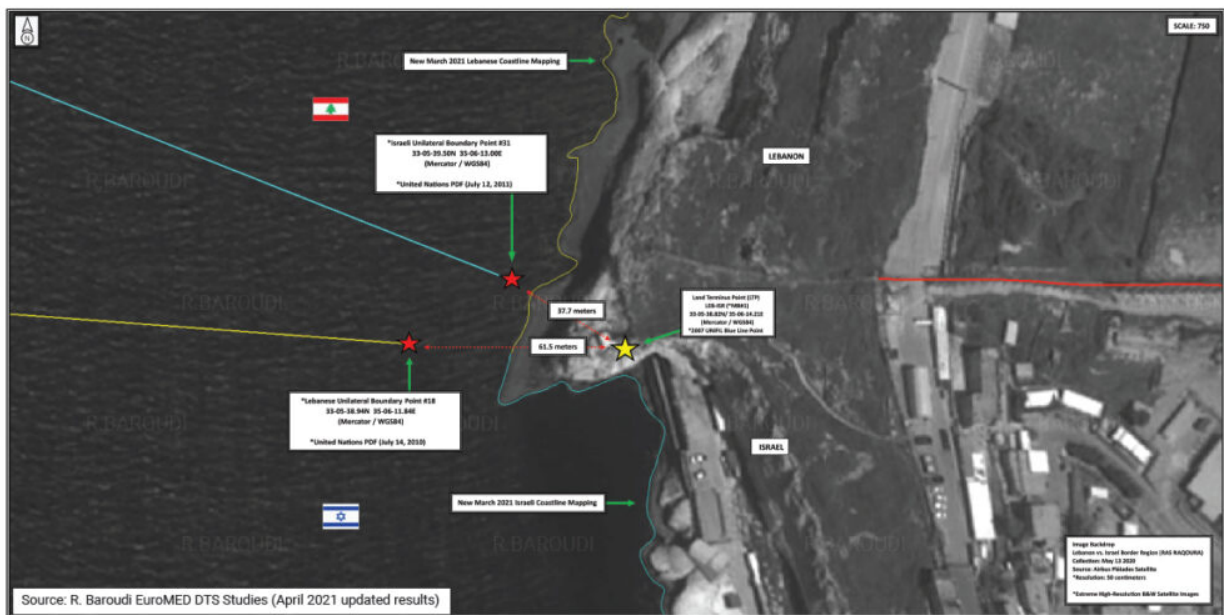 N
SCALE: 750
New March 2021 Lebanese Coastline Mapping
*Israeli Unilateral Boundary Point #31
33-05-39.50N 35-06-13.00E
(Mercator / WGS84)
*United Nations PDF (July 12, 2011)
LEBANON
Land Terminus Point (LTP)
33-05-38.82N/ 35-06-14.21E
(Mercator / WGS84)
*2007 UNIFIL Blue Line Point
37.7 meters
61.5 meters
*Lebanese Unilateral Boundary Point #18
33-05-38.94N 35-06-11.84E
(Mercator / WGS84)
*United Nations PDF (July 14, 2010)
ISRAEL
New March 2021 Israeli Coastline Mapping
Image Backdrop
Lebanon vs. Israel Border Region (RAS NAQOURA)
Collection: May 13 2020
Source: Airbus Pléiades Satellite
*Resolution: 50 centimeters
*Extreme High-Resolution B&W Satellite Images
R.BAROUDI
Source: R. Baroudi EuroMED DTS Studies (April 2021 updated results)